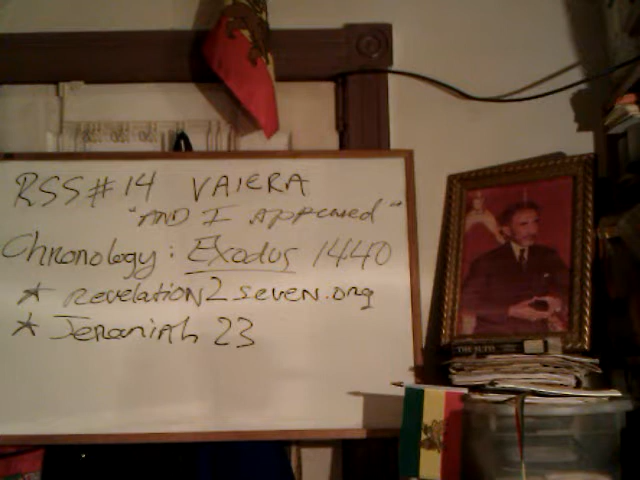 RSS#14 VAIERA
"AND I Appeared"
Chronology: Exodus 1440
* Revelation2seven.org
* Jeremiah 23